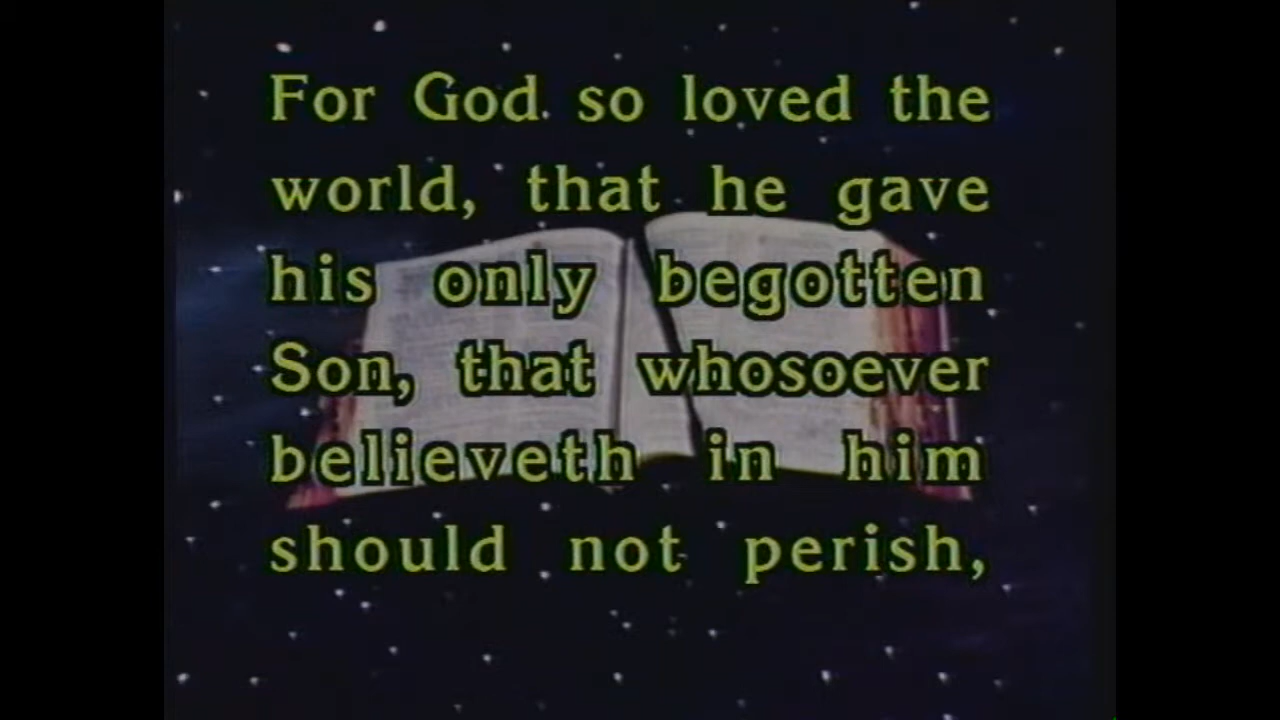 For God so loved the
world, that he gave
his only begotten
Son, that whosoever
believeth in him
should not perish,